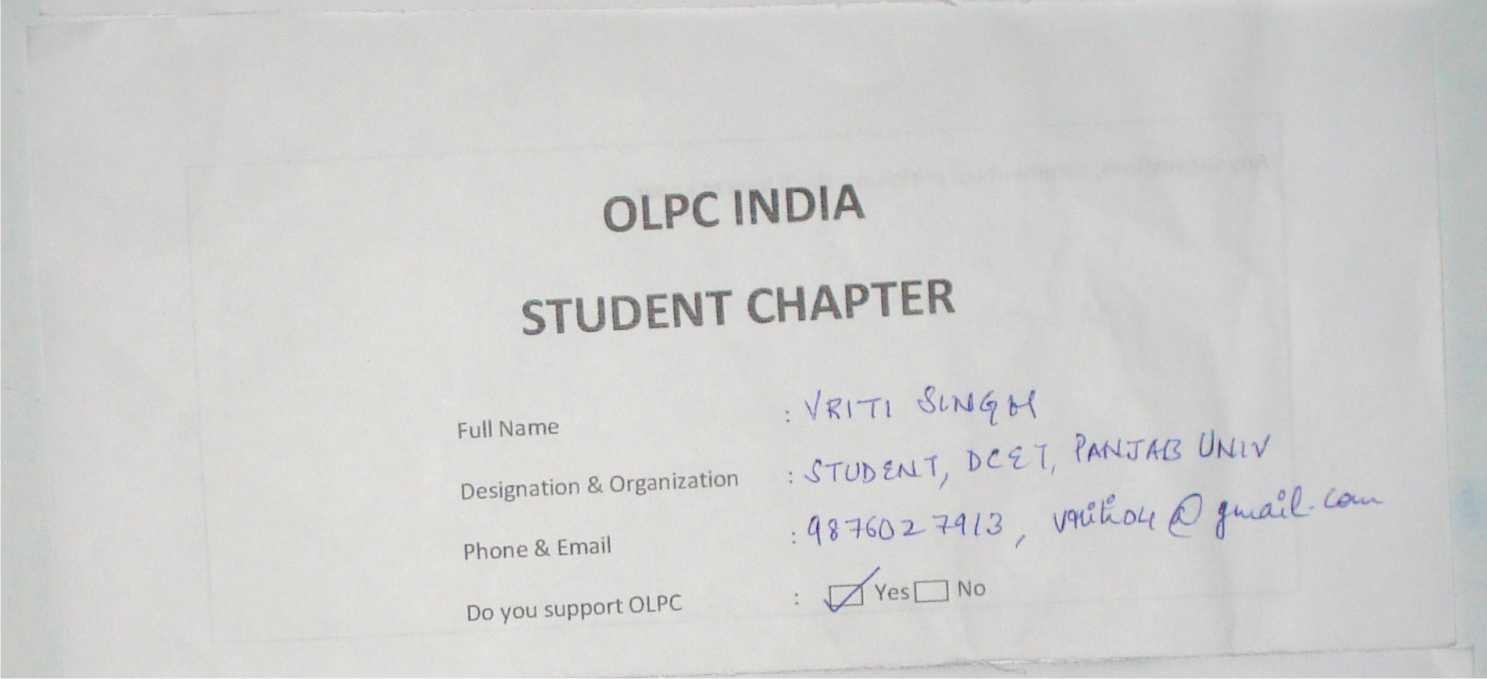 OLPC INDIA
STUDENT CHAPTER
Full Name : VRITI SINGH
Designation & Organization : STUDENT, DCET, PANJAB UNIV
Phone & Email : 9876027913, vriti04@gmail.com
Do you support OLPC : Yes No